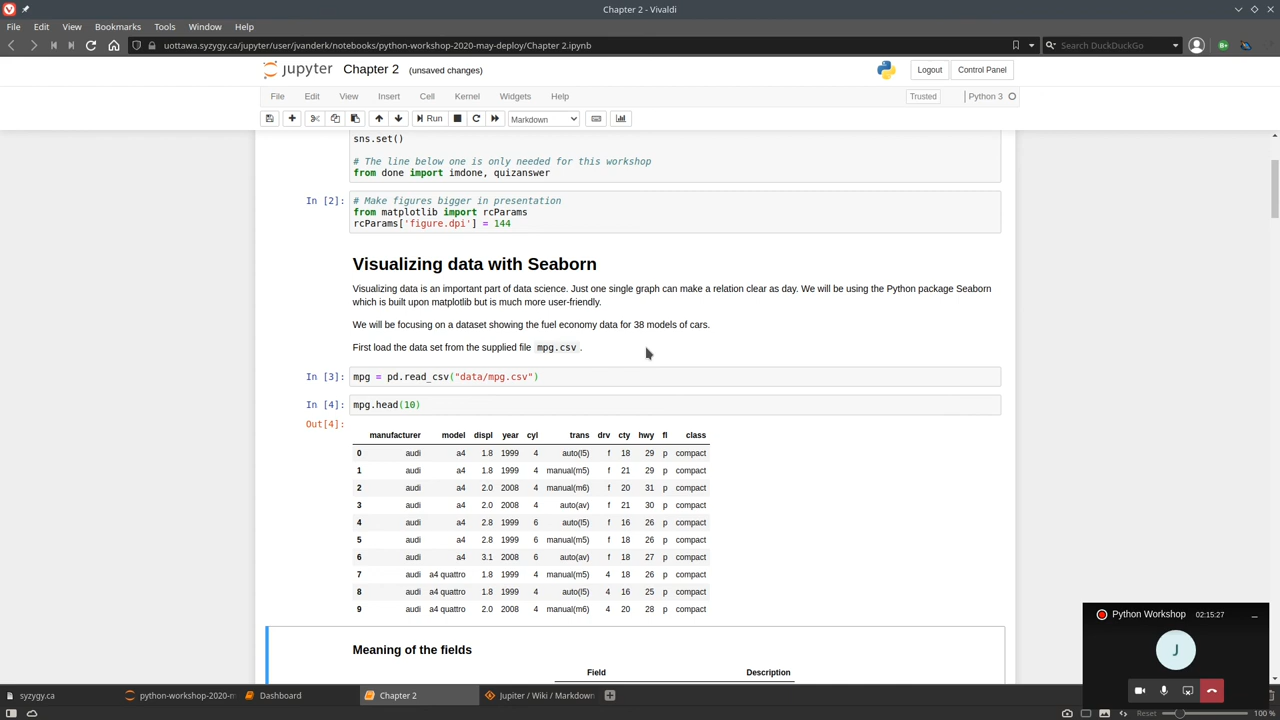 Chapter 2 - Vivaldi
File Edit View Bookmarks Tools Window Help
uottawa.syzygy.ca/jupyter/user/jvanderk/notebooks/python-workshop-2020-may-deploy/Chapter 2.ipynb
Search DuckDuckGo
jupyter Chapter 2 (unsaved changes)
Logout Control Panel
File Edit View Insert Cell Kernel Widgets Help
Trusted Python 3
Run Markdown
sns.set()
# The line below one is only needed for this workshop
from done import imdone, quizanswer
In [2]: # Make figures bigger in presentation
from matplotlib import rcParams
rcParams['figure.dpi'] = 144
Visualizing data with Seaborn
Visualizing data is an important part of data science. Just one single graph can make a relation clear as day. We will be using the Python package Seaborn
which is built upon matplotlib but is much more user-friendly.
We will be focusing on a dataset showing the fuel economy data for 38 models of cars.
First load the data set from the supplied file mpg.csv.
In [3]: mpg = pd.read_csv("data/mpg.csv")
In [4]: mpg.head(10)
Out[4]:
manufacturer model displ year cyl trans drv cty hwy fl class
0 audi a4 1.8 1999 4 auto(l5) f 18 29 p compact
1 audi a4 1.8 1999 4 manual(m5) f 21 29 p compact
2 audi a4 2.0 2008 4 manual(m6) f 20 31 p compact
3 audi a4 2.0 2008 4 auto(av) f 21 30 p compact
4 audi a4 2.8 1999 6 auto(l5) f 16 26 p compact
5 audi a4 2.8 1999 6 manual(m5) f 18 26 p compact
6 audi a4 3.1 2008 6 auto(av) f 18 27 p compact
7 audi a4 quattro 1.8 1999 4 manual(m5) 4 18 26 p compact
8 audi a4 quattro 1.8 1999 4 auto(l5) 4 16 25 p compact
9 audi a4 quattro 2.0 2008 4 manual(m6) 4 20 28 p compact
Python Workshop 02:15:27
J
Meaning of the fields
Field Description
syzygy.ca python-workshop-2020-m Dashboard Chapter 2 Jupiter / Wiki / Markdown
Reset 100 %